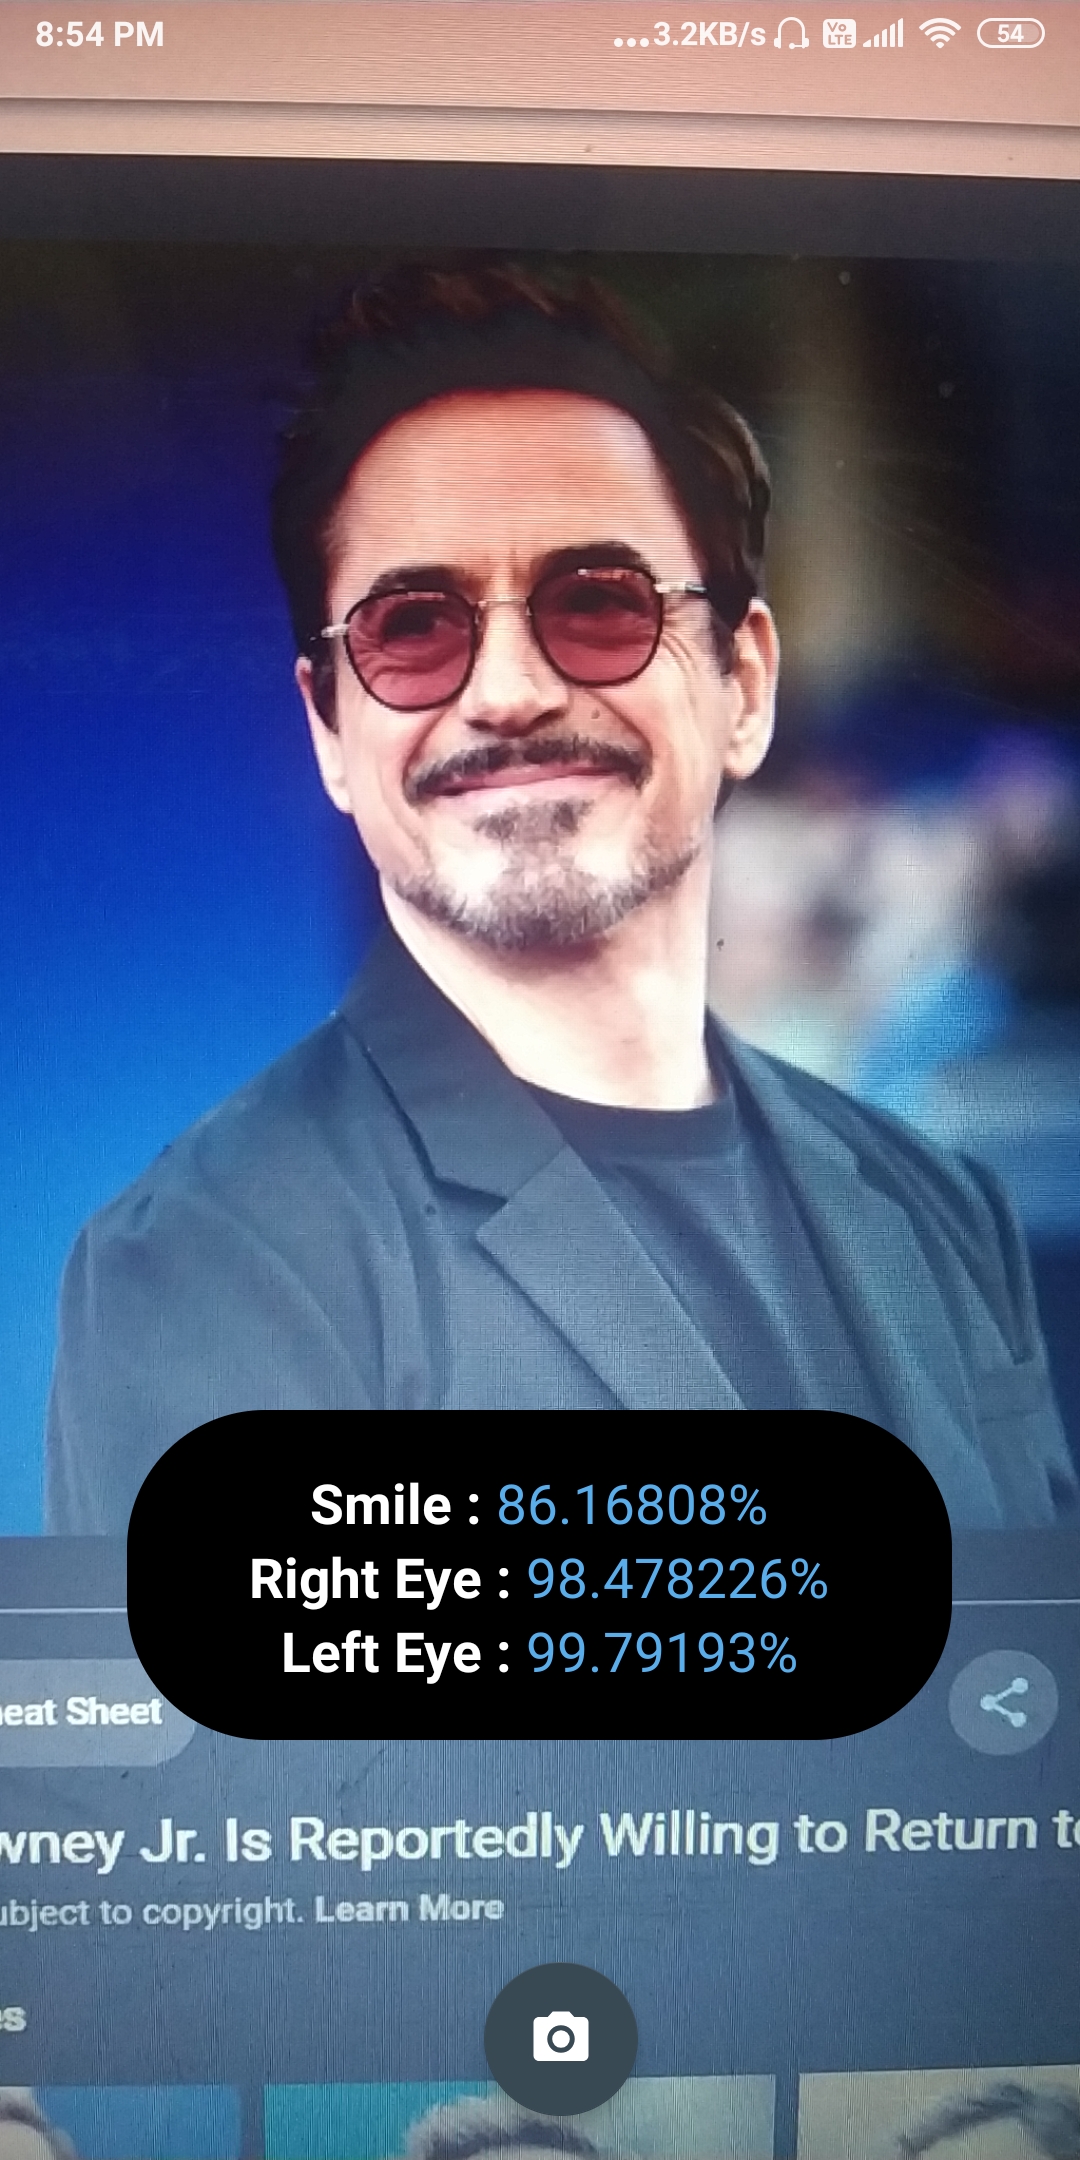 8:54 PM
...3.2KB/s Vo LTE 54
Smile : 86.16808%
Right Eye : 98.478226%
Left Eye : 99.79193%
eat Sheet
wney Jr. Is Reportedly Willing to Return t
ubject to copyright. Learn More
es